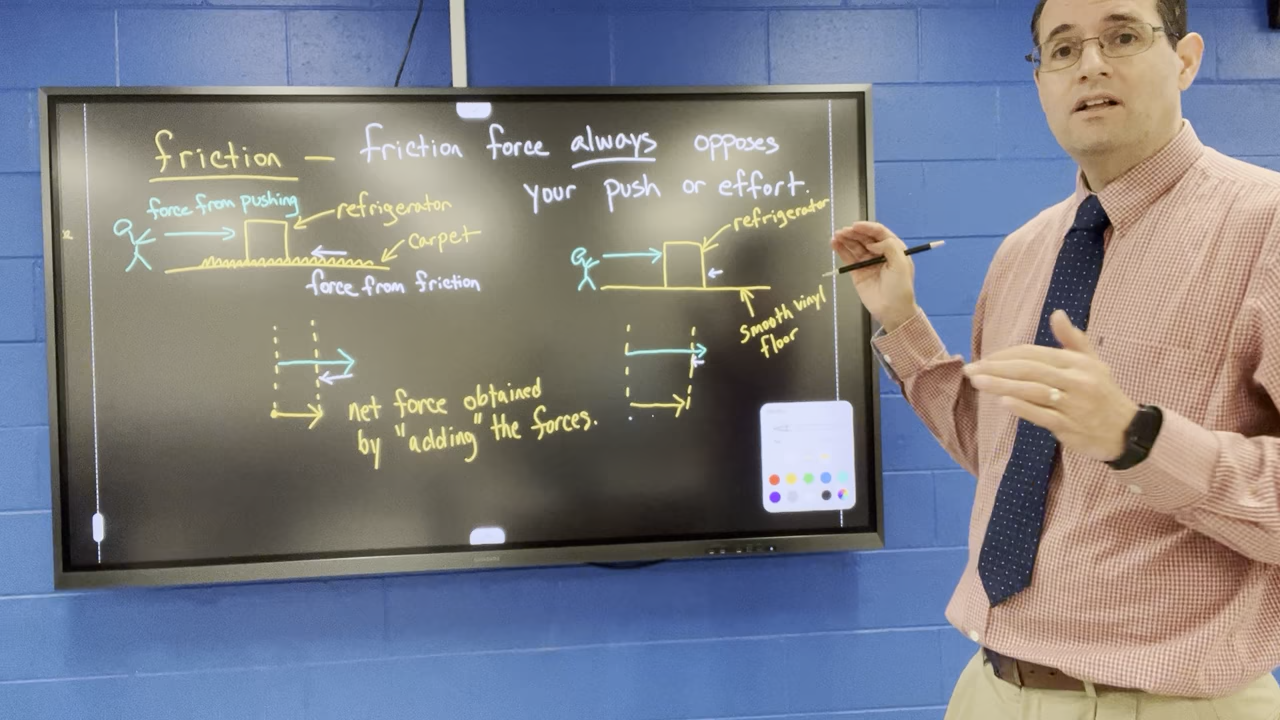 friction — friction force always opposes
your push or effort.
force from pushing
refrigerator
carpet
force from friction
refrigerator
smooth vinyl
floor
net force obtained
by "adding" the forces.
SAMSUNG